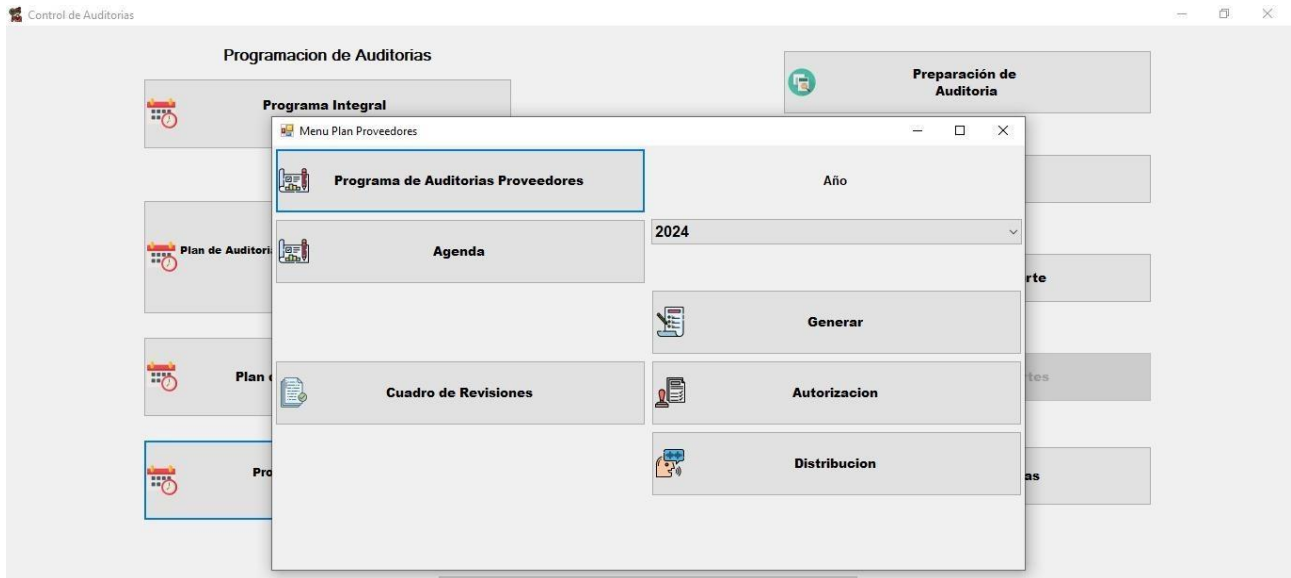 Control de Auditorias
Programacion de Auditorias
Programa Integral
Preparación de
Auditoria
Menu Plan Proveedores
Programa de Auditorias Proveedores
Año
2024
Plan de Auditori
Agenda
rte
Generar
Plan
Cuadro de Revisiones
Autorizacion
tes
Pro
Distribucion
as